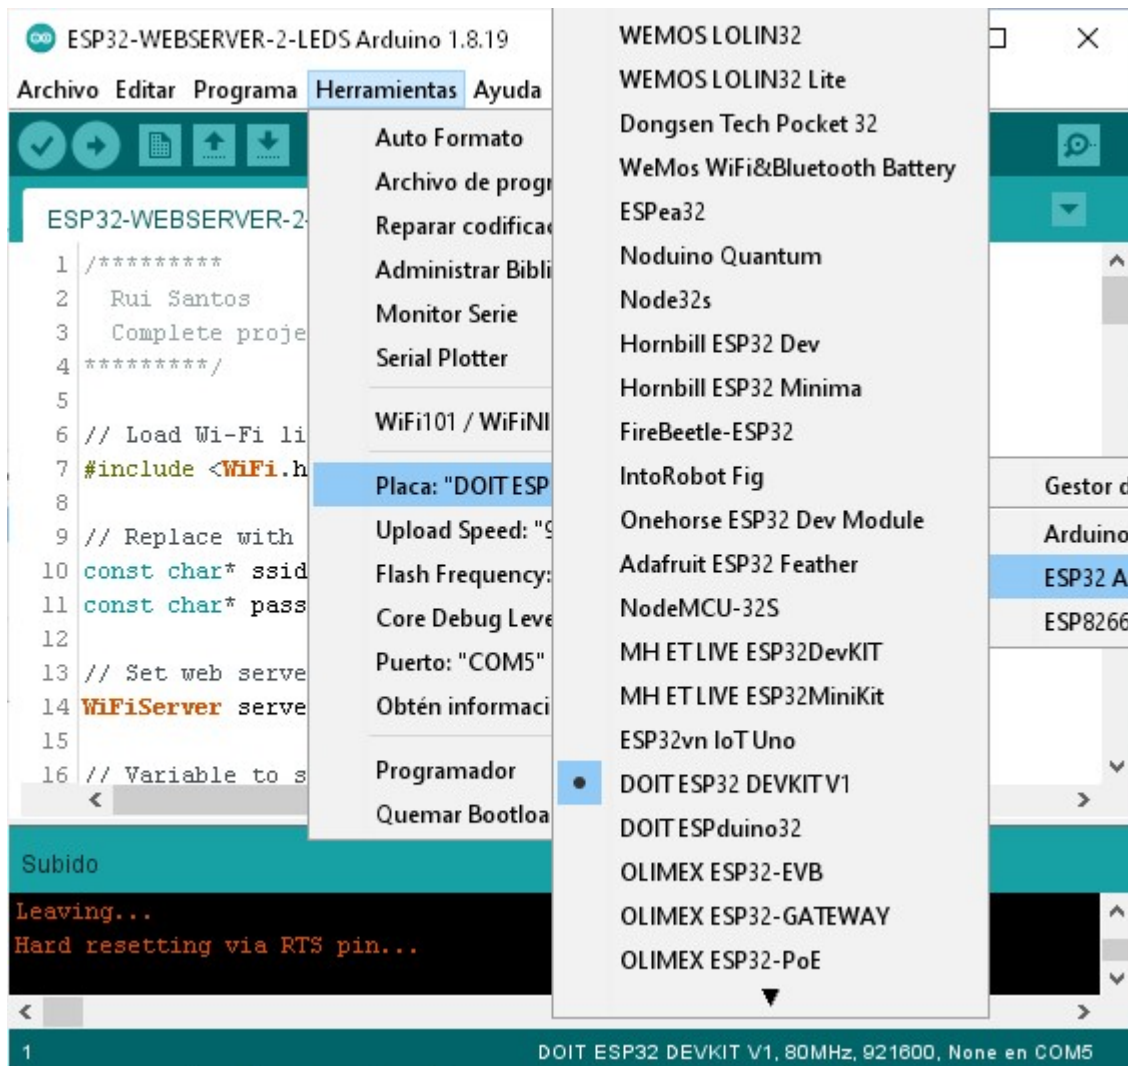 ESP32-WEBSERVER-2-LEDS Arduino 1.8.19
Archivo Editar Programa Herramientas Ayuda
ESP32-WEBSERVER-2-
1 /*********
2 Rui Santos
3 Complete proje
4 *********/
5
6 // Load Wi-Fi li
7 #include <WiFi.h
8
9 // Replace with
10 const char* ssid
11 const char* pass
12
13 // Set web serve
14 WiFiServer serve
15
16 // Variable to s
Auto Formato
Archivo de progr
Reparar codificac
Administrar Bibli
Monitor Serie
Serial Plotter
WiFi101 / WiFiNI
Placa: "DOIT ESP
Upload Speed: "9
Flash Frequency:
Core Debug Leve
Puerto: "COM5"
Obtén informaci
Programador
Quemar Bootloa
WEMOS LOLIN32
WEMOS LOLIN32 Lite
Dongsen Tech Pocket 32
WeMos WiFi&Bluetooth Battery
ESPea32
Noduino Quantum
Node32s
Hornbill ESP32 Dev
Hornbill ESP32 Minima
FireBeetle-ESP32
IntoRobot Fig
Onehorse ESP32 Dev Module
Adafruit ESP32 Feather
NodeMCU-32S
MH ET LIVE ESP32DevKIT
MH ET LIVE ESP32MiniKit
ESP32vn IoT Uno
DOIT ESP32 DEVKIT V1
DOIT ESPduino32
OLIMEX ESP32-EVB
OLIMEX ESP32-GATEWAY
OLIMEX ESP32-PoE
Gestor d
Arduino
ESP32 A
ESP8266
Subido
Leaving...
Hard resetting via RTS pin...
1 DOIT ESP32 DEVKIT V1, 80MHz, 921600, None en COM5